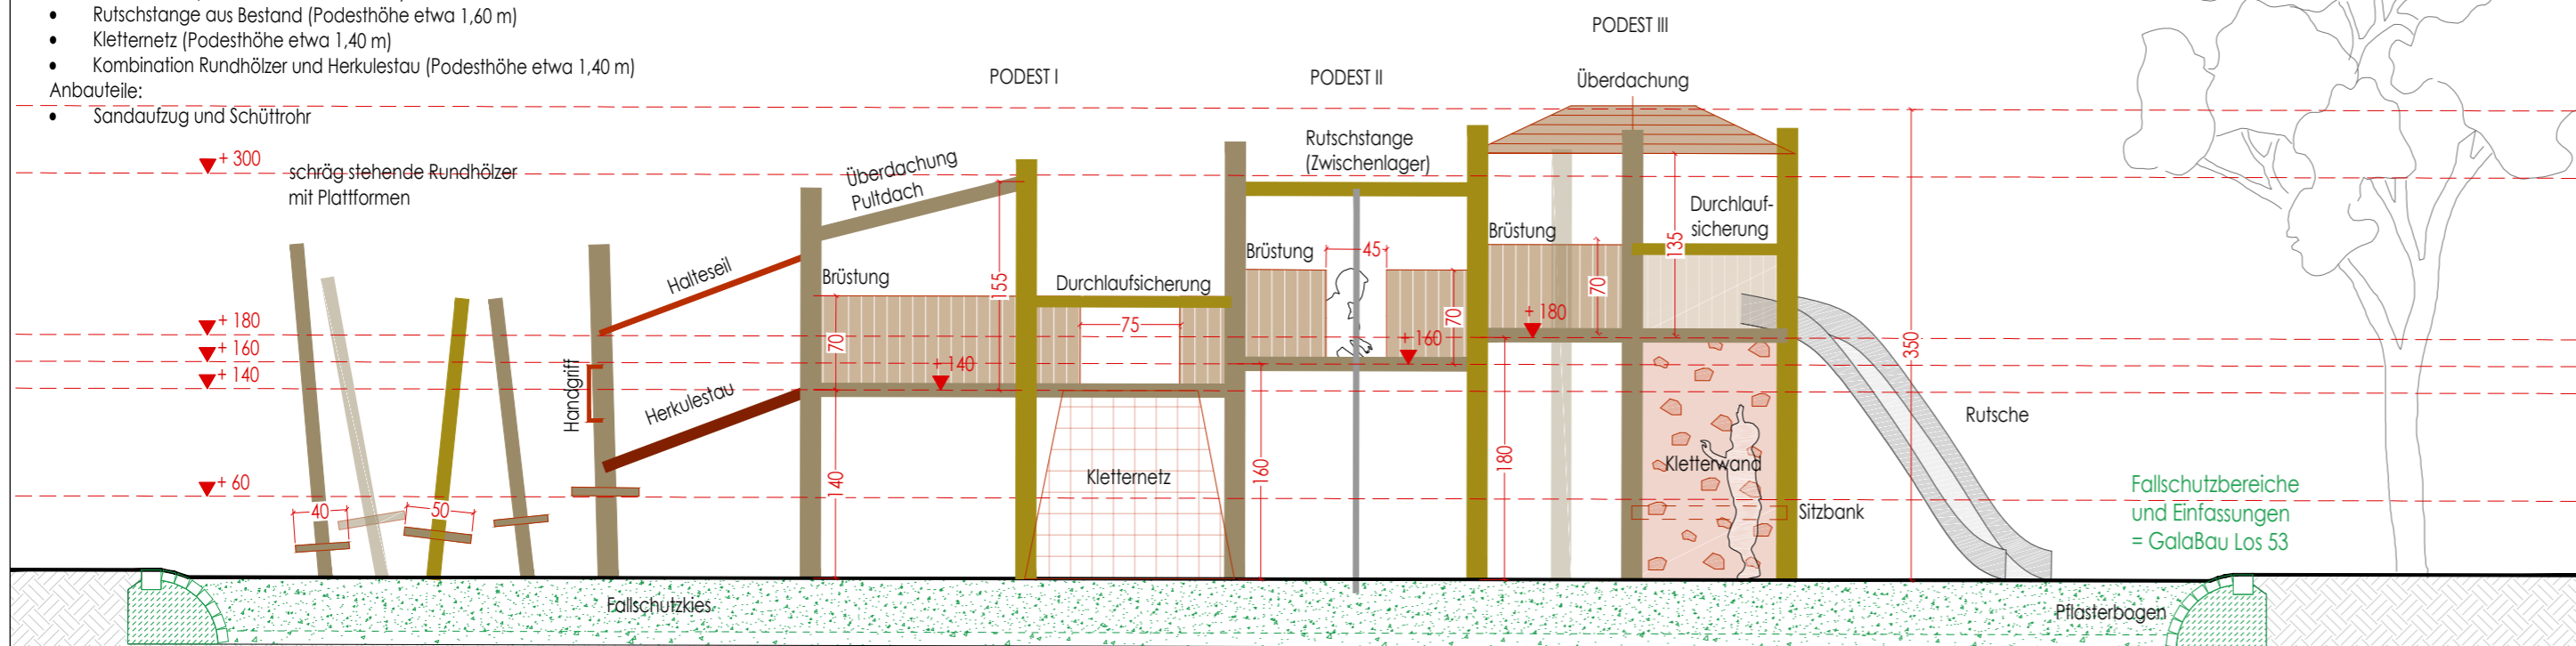 • Rutschstange aus Bestand (Podesthöhe etwa 1,60 m)
• Kletternetz (Podesthöhe etwa 1,40 m)
• Kombination Rundhölzer und Herkulestau (Podesthöhe etwa 1,40 m)
Anbauteile:
• Sandaufzug und Schüttrohr
PODEST I
PODEST II
PODEST III
Überdachung
+ 300
schräg stehende Rundhölzer
mit Plattformen
Überdachung
Pultdach
Rutschstange
(Zwischenlager)
Halteseil
Brüstung
155
Durchlaufsicherung
Brüstung
45
Brüstung
Durchlauf-
sicherung
135
70
+ 180
+ 160
+ 140
70
75
+ 140
70
+ 160
+ 180
350
Handgriff
Herkulestau
Rutsche
+ 60
40
50
140
Kletternetz
160
180
Kletterwand
Sitzbank
Fallschutzbereiche
und Einfassungen
= GalaBau Los 53
Fallschutzkies
Pflasterbogen